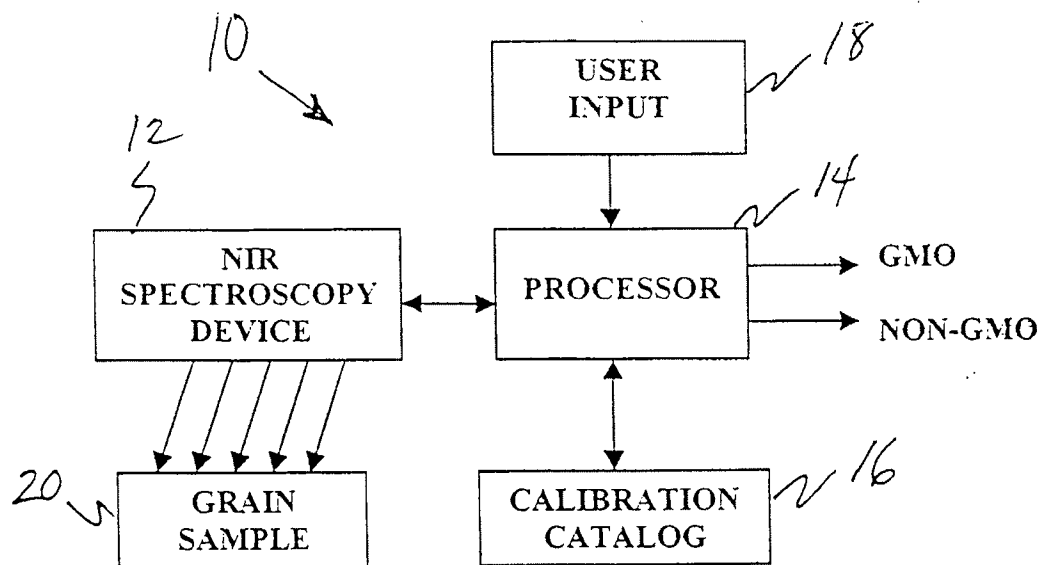 10
USER
INPUT
18
12
14
NIR
SPECTROSCOPY
DEVICE
PROCESSOR
GMO
NON-GMO
20
GRAIN
SAMPLE
CALIBRATION
CATALOG
16